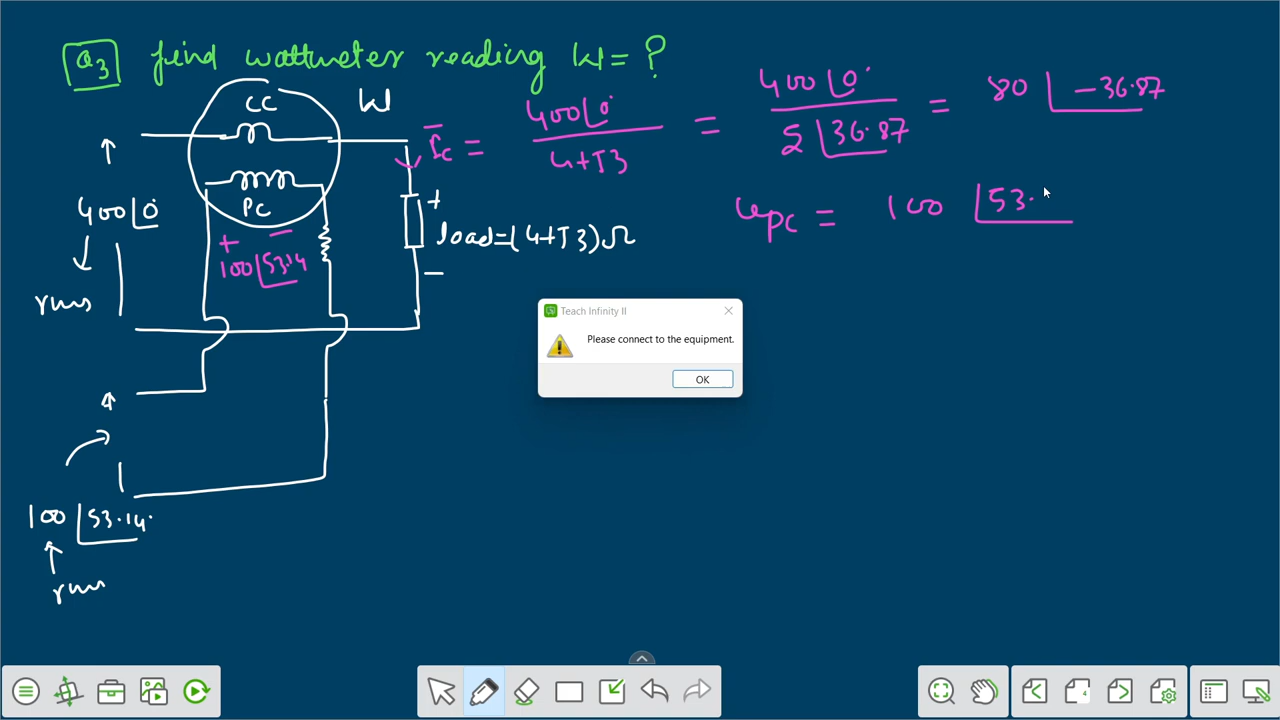 Q3 find wattmeter reading W = ?
CC
W
PC
400∠0°
rms
+ −
100∠53.14
+
load=(4+J3)Ω
−
100∠53.14°
rms
Ic = 400∠0° / 4+J3 = 400∠0° / 5∠36.87 = 80∠-36.87
Vpc = 100∠53.
Teach Infinity II
Please connect to the equipment.
OK
4